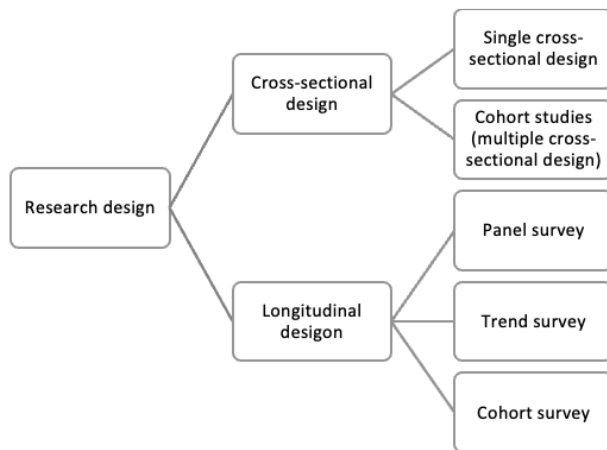 Research design
Cross-sectional
design
Longitudinal
desigon
Single cross-
sectional design
Cohort studies
(multiple cross-
sectional design)
Panel survey
Trend survey
Cohort survey